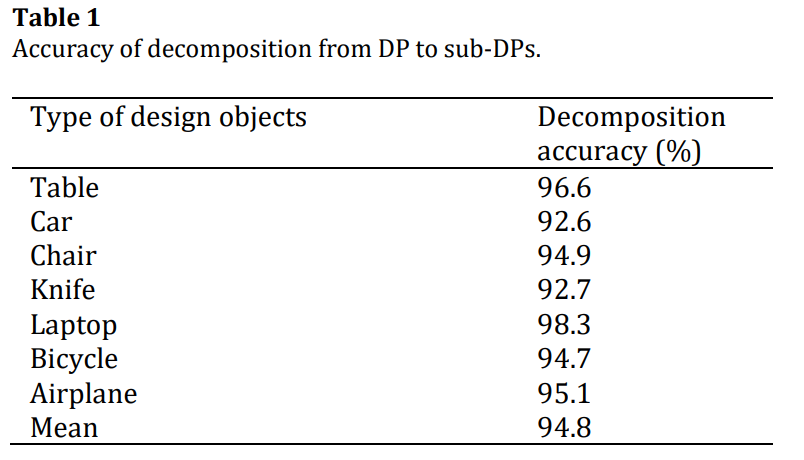 Table 1
Accuracy of decomposition from DP to sub-DPs.
Type of design objects Decomposition
accuracy (%)
Table 96.6
Car 92.6
Chair 94.9
Knife 92.7
Laptop 98.3
Bicycle 94.7
Airplane 95.1
Mean 94.8